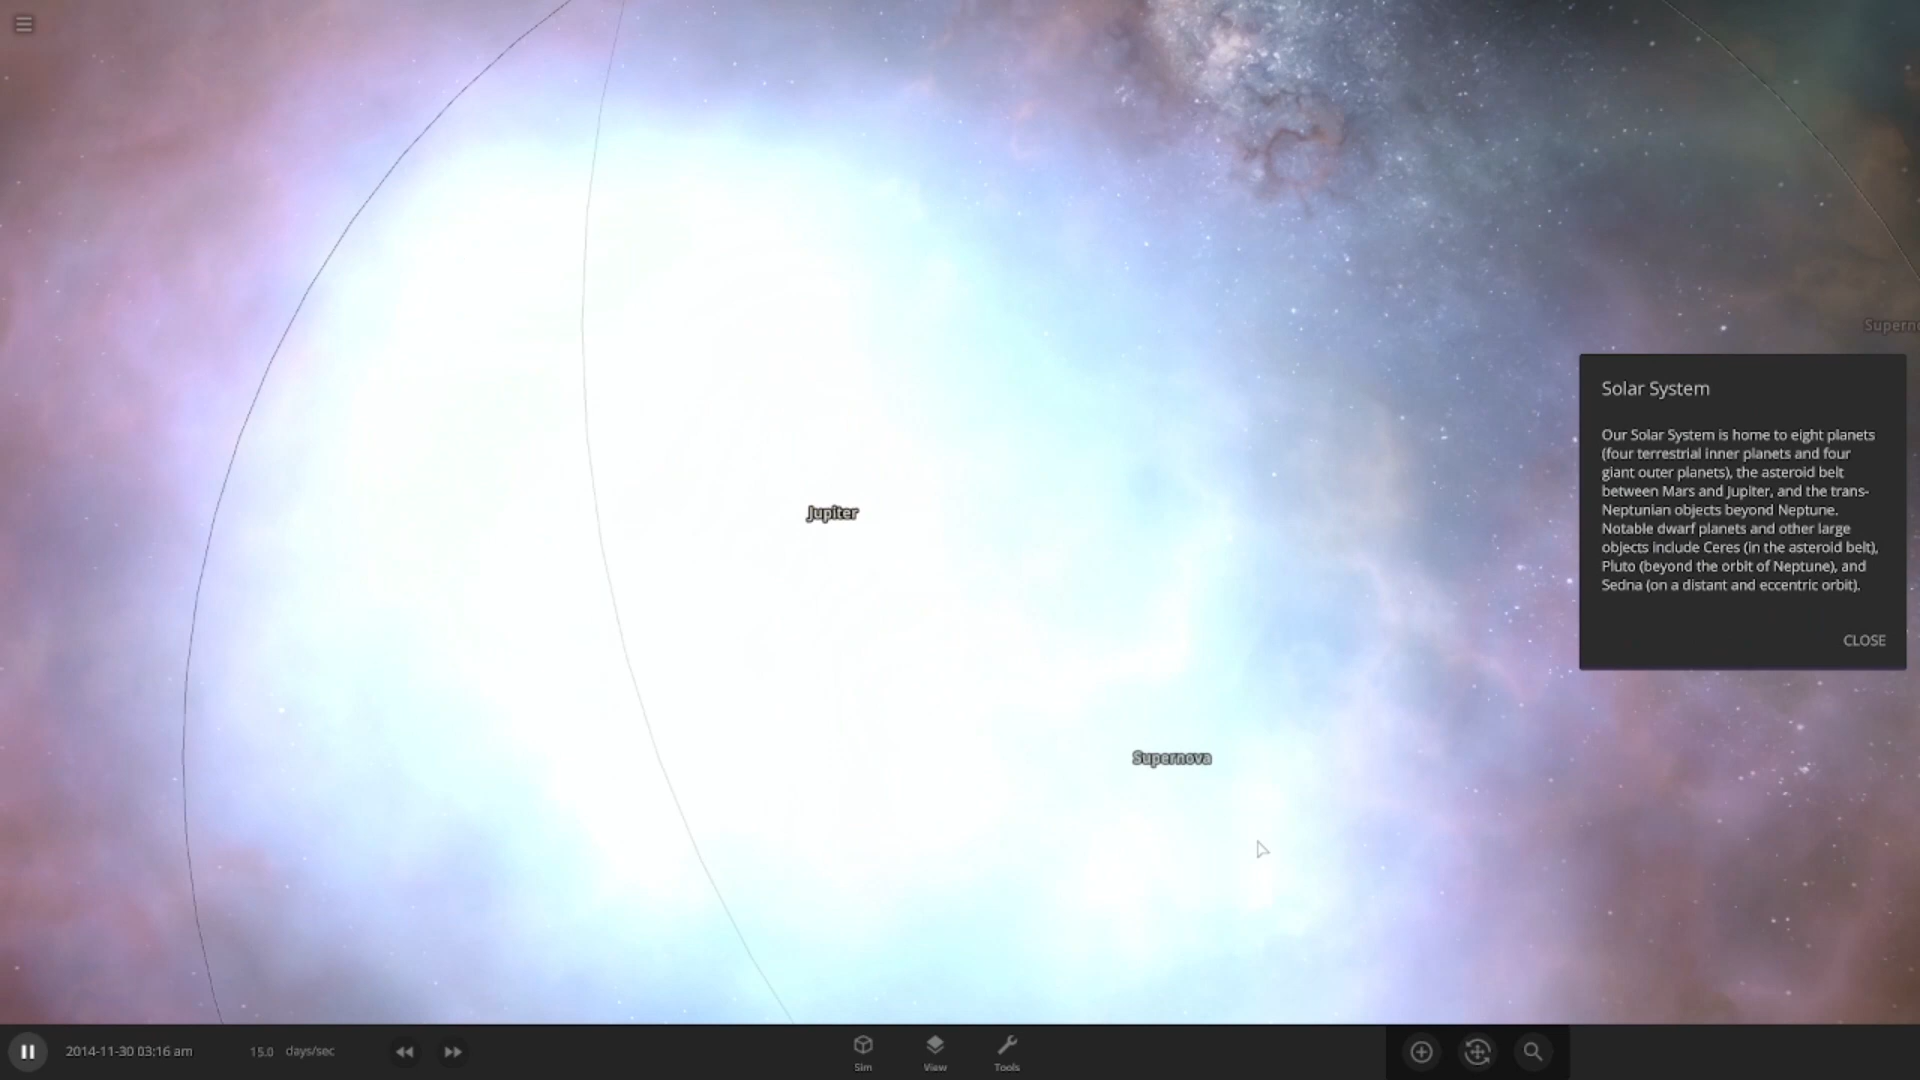 Superno
Solar System
Our Solar System is home to eight planets
(four terrestrial inner planets and four
giant outer planets), the asteroid belt
between Mars and Jupiter, and the trans-
Neptunian objects beyond Neptune.
Notable dwarf planets and other large
objects include Ceres (in the asteroid belt),
Pluto (beyond the orbit of Neptune), and
Sedna (on a distant and eccentric orbit).
CLOSE
Jupiter
Supernova
2014-11-30 03:16 am 15.0 days/sec
Sim View Tools